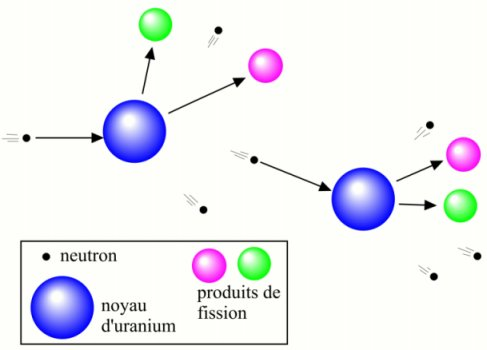 neutron
noyau
d'uranium
produits de
fission